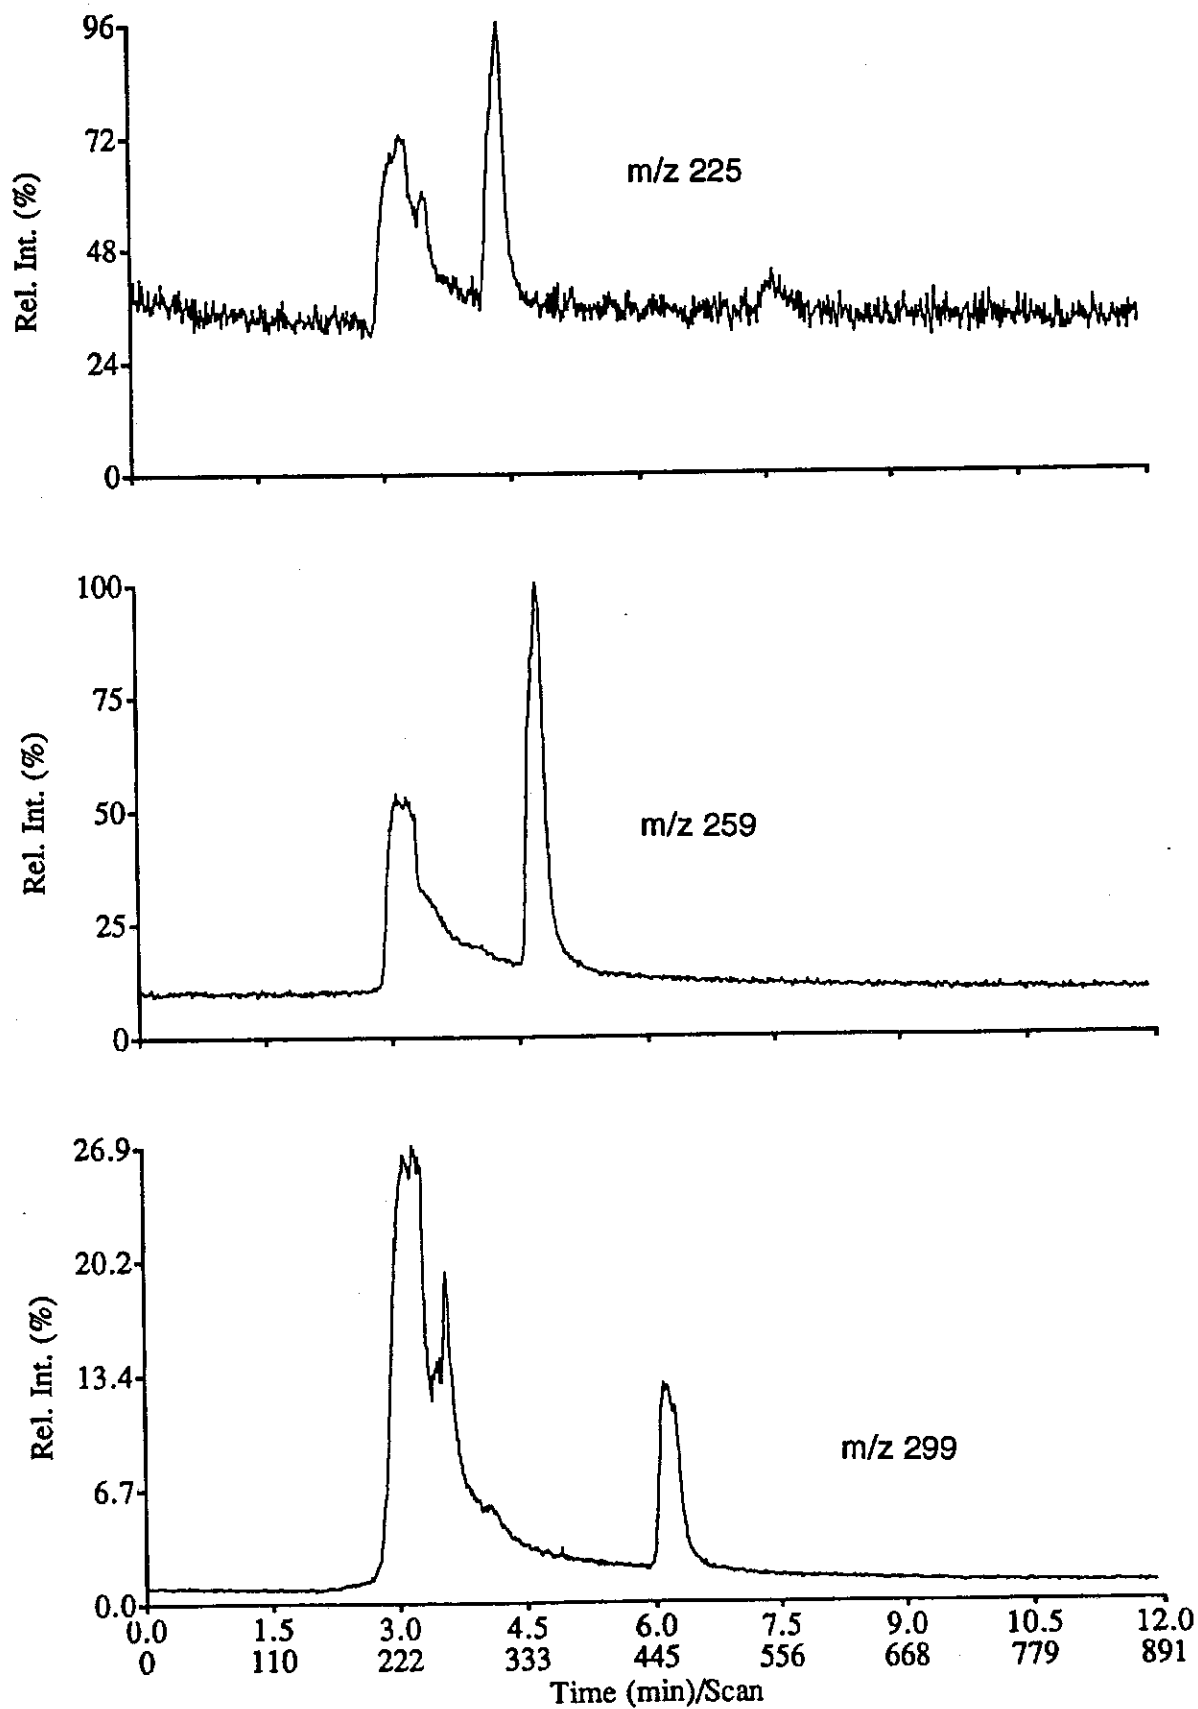 96
72
48
24
0
Rel. Int. (%)
m/z 225
100
75
50
25
0
Rel. Int. (%)
m/z 259
26.9
20.2
13.4
6.7
0.0
Rel. Int. (%)
m/z 299
0.0 1.5 3.0 4.5 6.0 7.5 9.0 10.5 12.0
0 110 222 333 445 556 668 779 891
Time (min)/Scan